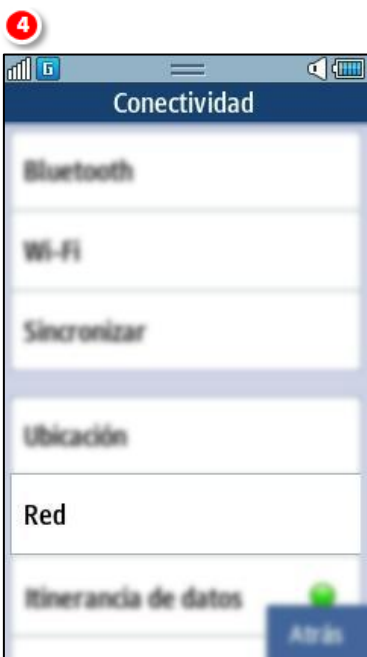 4
G
Conectividad
Bluetooth
Wi-Fi
Sincronizar
Ubicación
Red
Itinerancia de datos
Atrás